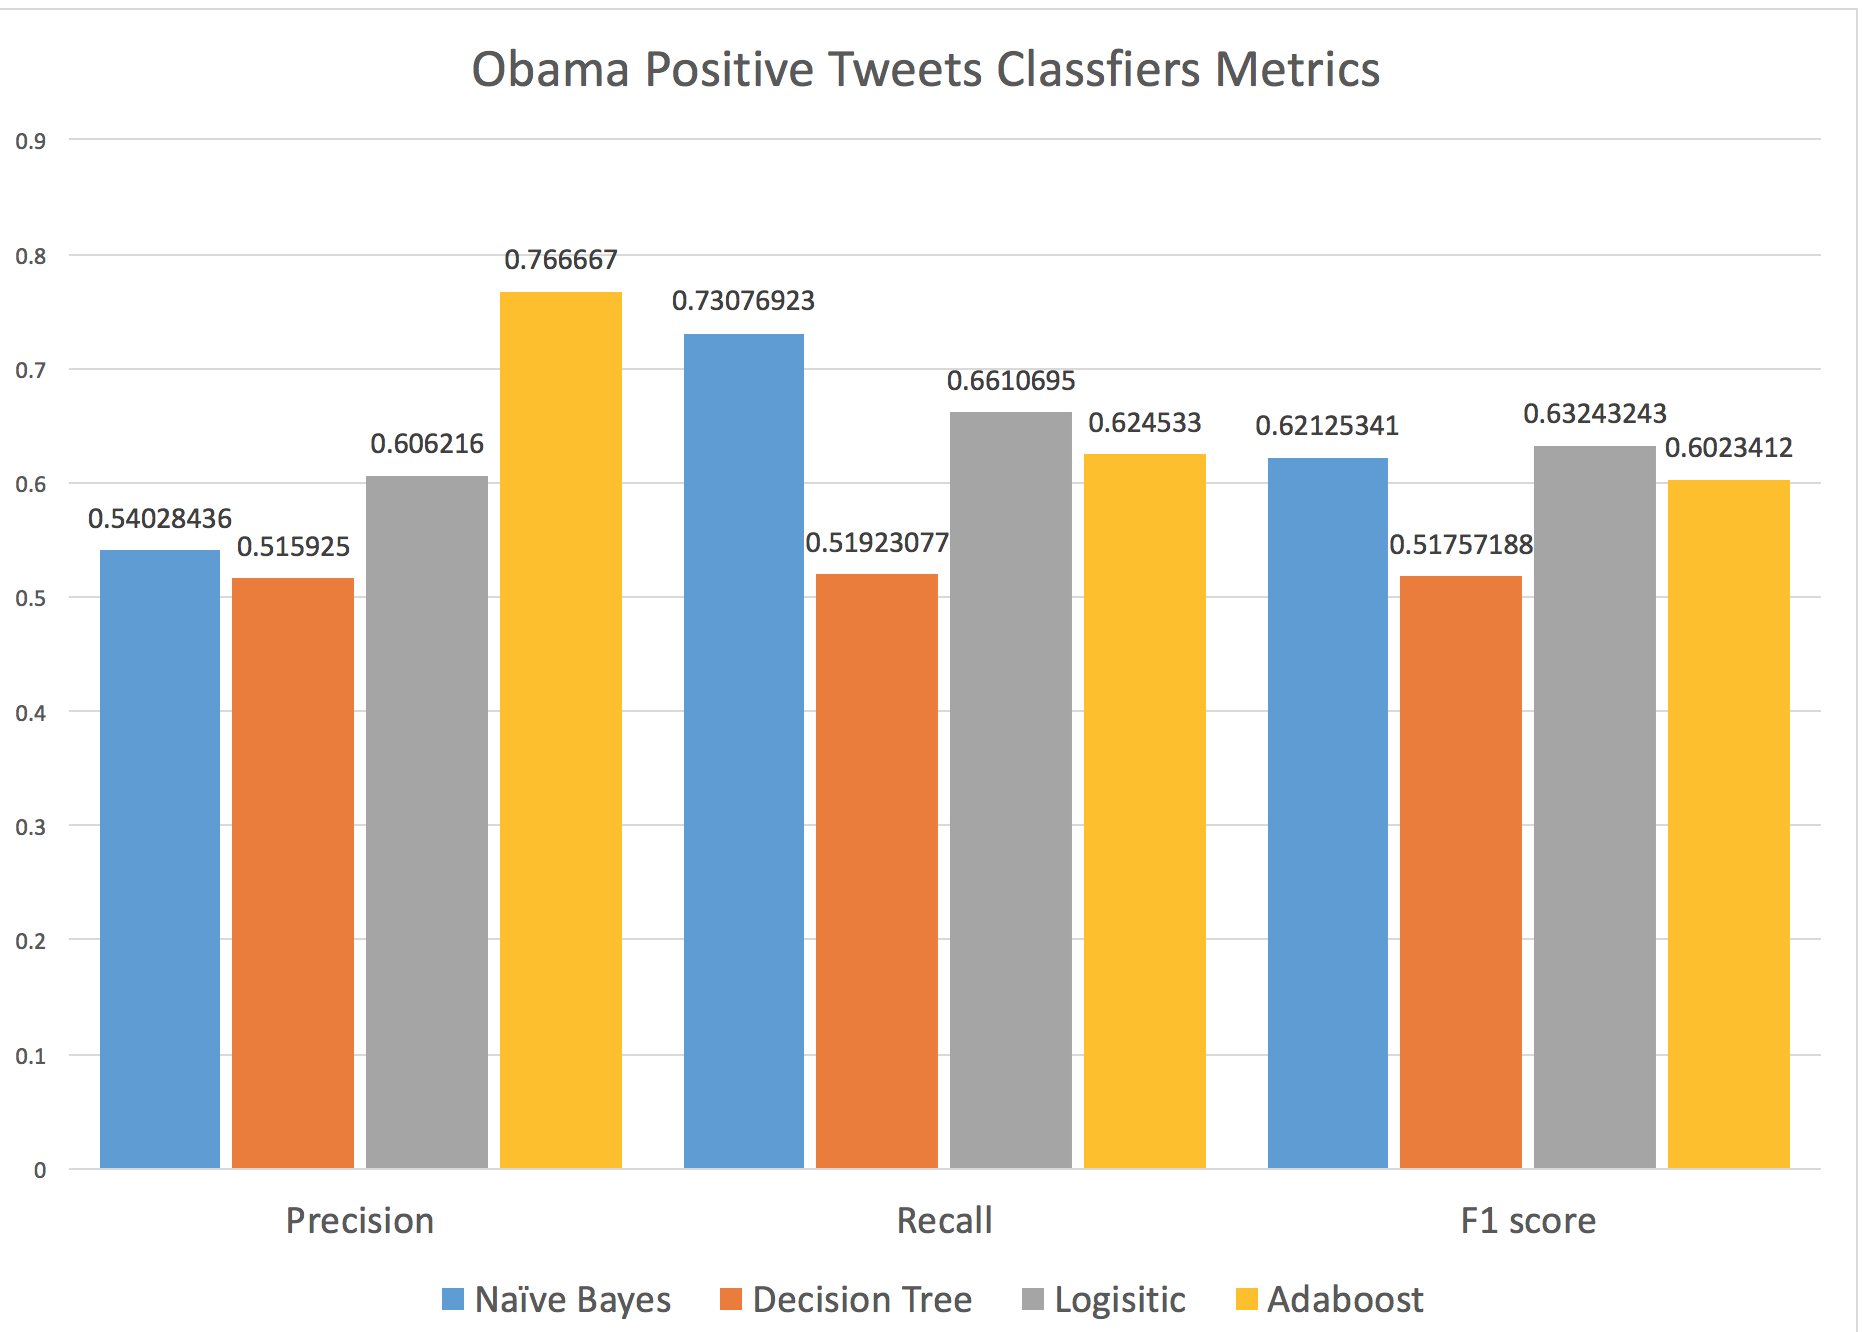 Obama Positive Tweets Classfiers Metrics
0.9
0.8
0.7
0.6
0.5
0.4
0.3
0.2
0.1
0
0.54028436
0.515925
0.606216
0.766667
0.73076923
0.51923077
0.6610695
0.624533
0.62125341
0.51757188
0.63243243
0.6023412
Precision
Recall
F1 score
Naïve Bayes
Decision Tree
Logisitic
Adaboost